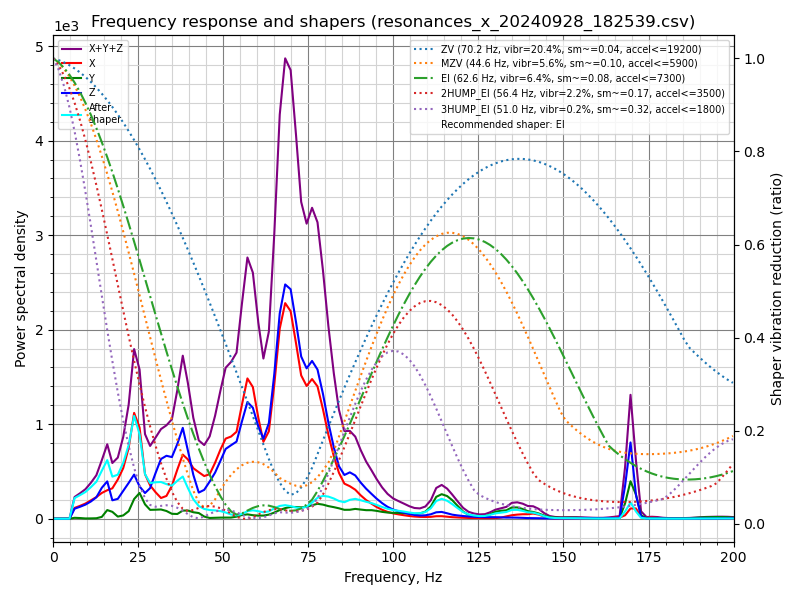 Frequency response and shapers (resonances_x_20240928_182539.csv)
1e3
X+Y+Z
X
Y
Z
After
shaper
ZV (70.2 Hz, vibr=20.4%, sm~=0.04, accel<=19200)
MZV (44.6 Hz, vibr=5.6%, sm~=0.10, accel<=5900)
EI (62.6 Hz, vibr=6.4%, sm~=0.08, accel<=7300)
2HUMP_EI (56.4 Hz, vibr=2.2%, sm~=0.17, accel<=3500)
3HUMP_EI (51.0 Hz, vibr=0.2%, sm~=0.32, accel<=1800)
Recommended shaper: EI
5
4
3
2
1
0
Power spectral density
1.0
0.8
0.6
0.4
0.2
0.0
Shaper vibration reduction (ratio)
0 25 50 75 100 125 150 175 200
Frequency, Hz